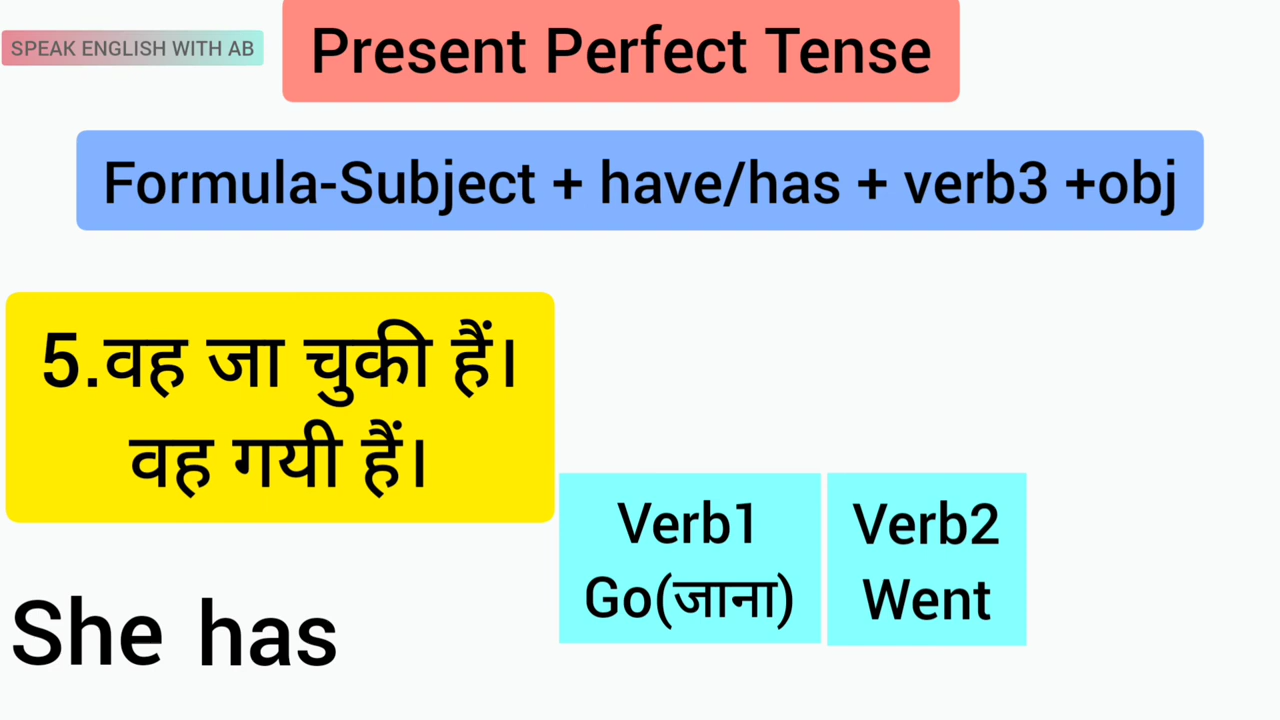 SPEAK ENGLISH WITH AB
Present Perfect Tense
Formula-Subject + have/has + verb3 +obj
5.वह जा चुकी हैं।
वह गयी हैं।
Verb1
Go(जाना)
Verb2
Went
She has